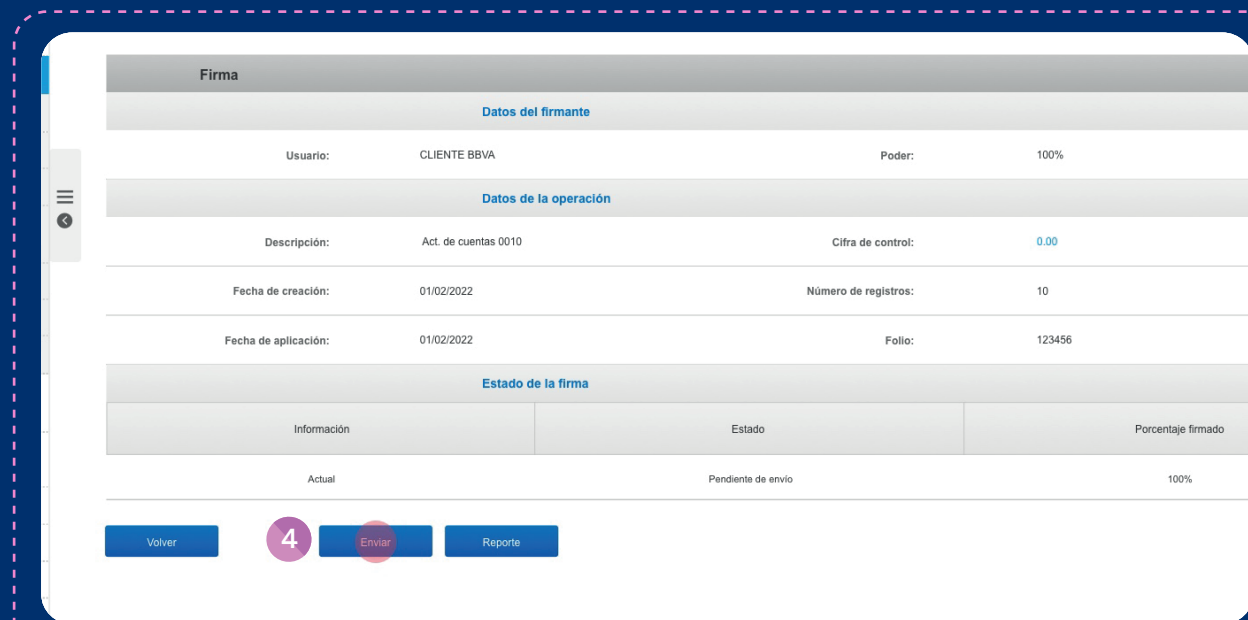 Firma
Datos del firmante
Usuario: CLIENTE BBVA Poder: 100%
Datos de la operación
Descripción: Act. de cuentas 0010 Cifra de control: 0.00
Fecha de creación: 01/02/2022 Número de registros: 10
Fecha de aplicación: 01/02/2022 Folio: 123456
Estado de la firma
Información Estado Porcentaje firmado
Actual Pendiente de envío 100%
Volver 4 Enviar Reporte